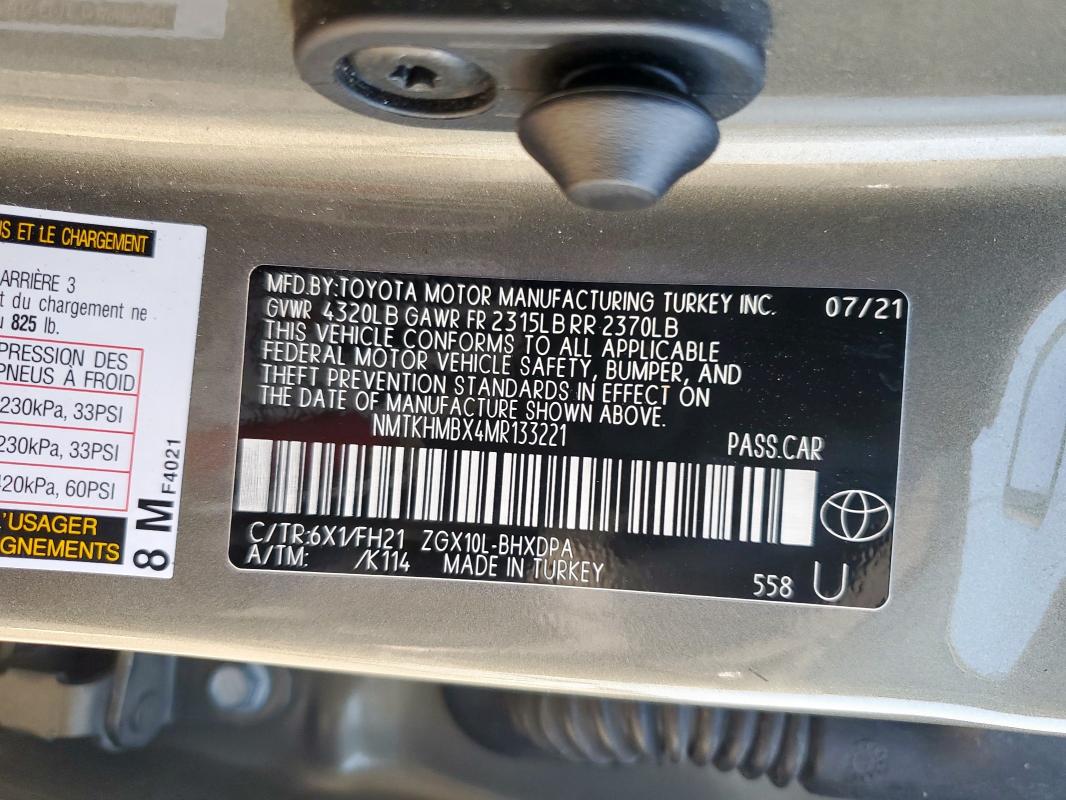 S ET LE CHARGEMENT
ARRIÈRE 3
t du chargement ne
u 825 lb.
PRESSION DES
PNEUS À FROID
230kPa, 33PSI
230kPa, 33PSI
420kPa, 60PSI
L'USAGER
GNEMENTS
8 M F4021
MFD.BY:TOYOTA MOTOR MANUFACTURING TURKEY INC. 07/21
GVWR 4320LB GAWR FR 2315LB RR 2370LB
THIS VEHICLE CONFORMS TO ALL APPLICABLE
FEDERAL MOTOR VEHICLE SAFETY, BUMPER, AND
THEFT PREVENTION STANDARDS IN EFFECT ON
THE DATE OF MANUFACTURE SHOWN ABOVE.
NMTKHMBX4MR133221 PASS.CAR
C/TR:6X1/FH21 ZGX10L-BHXDPA
A/TM: /K114 MADE IN TURKEY
558 U